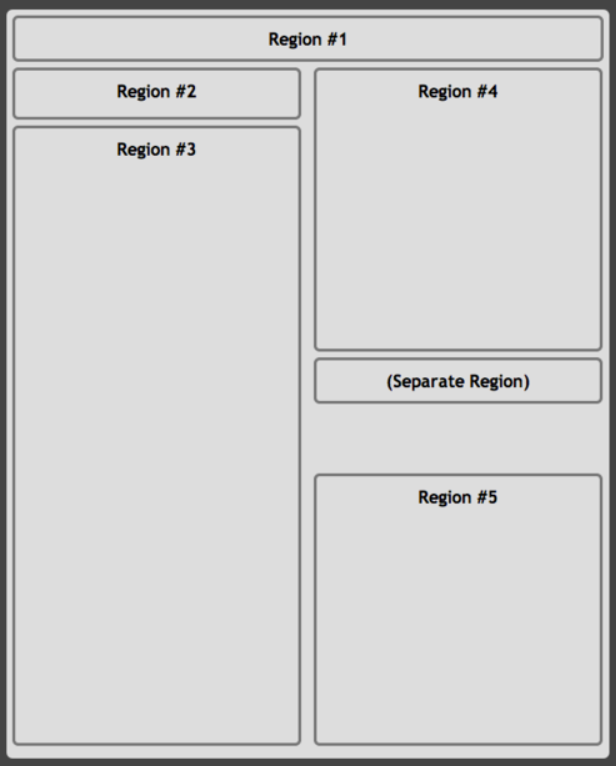 Region #1
Region #2
Region #3
Region #4
(Separate Region)
Region #5